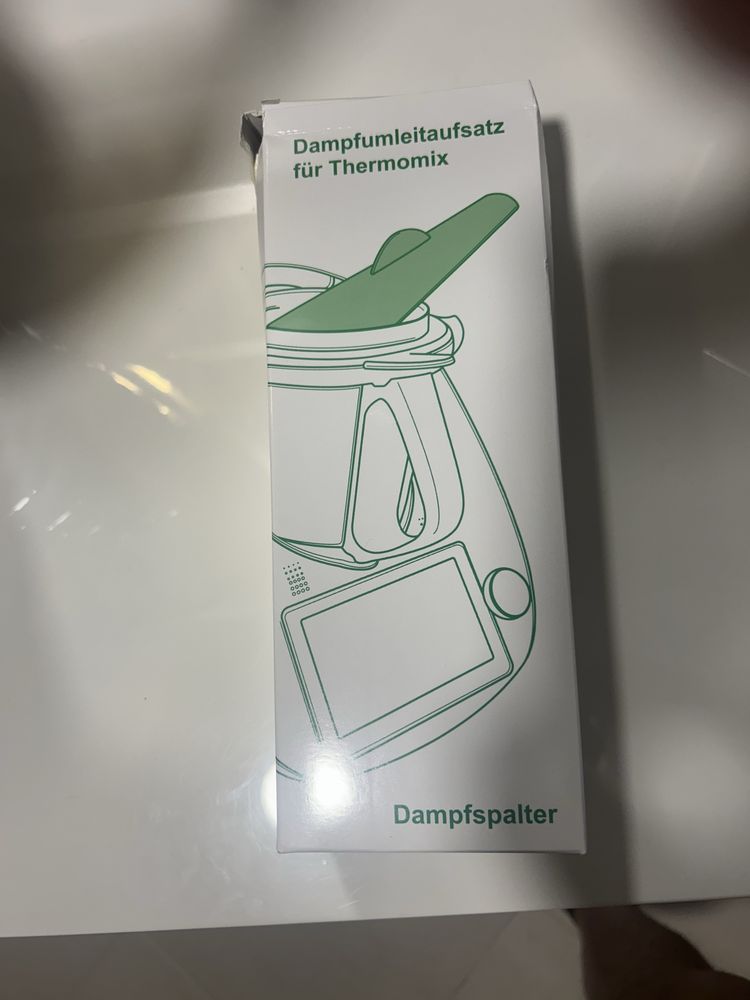 Dampfumleitaufsatz
für Thermomix
Dampfspalter